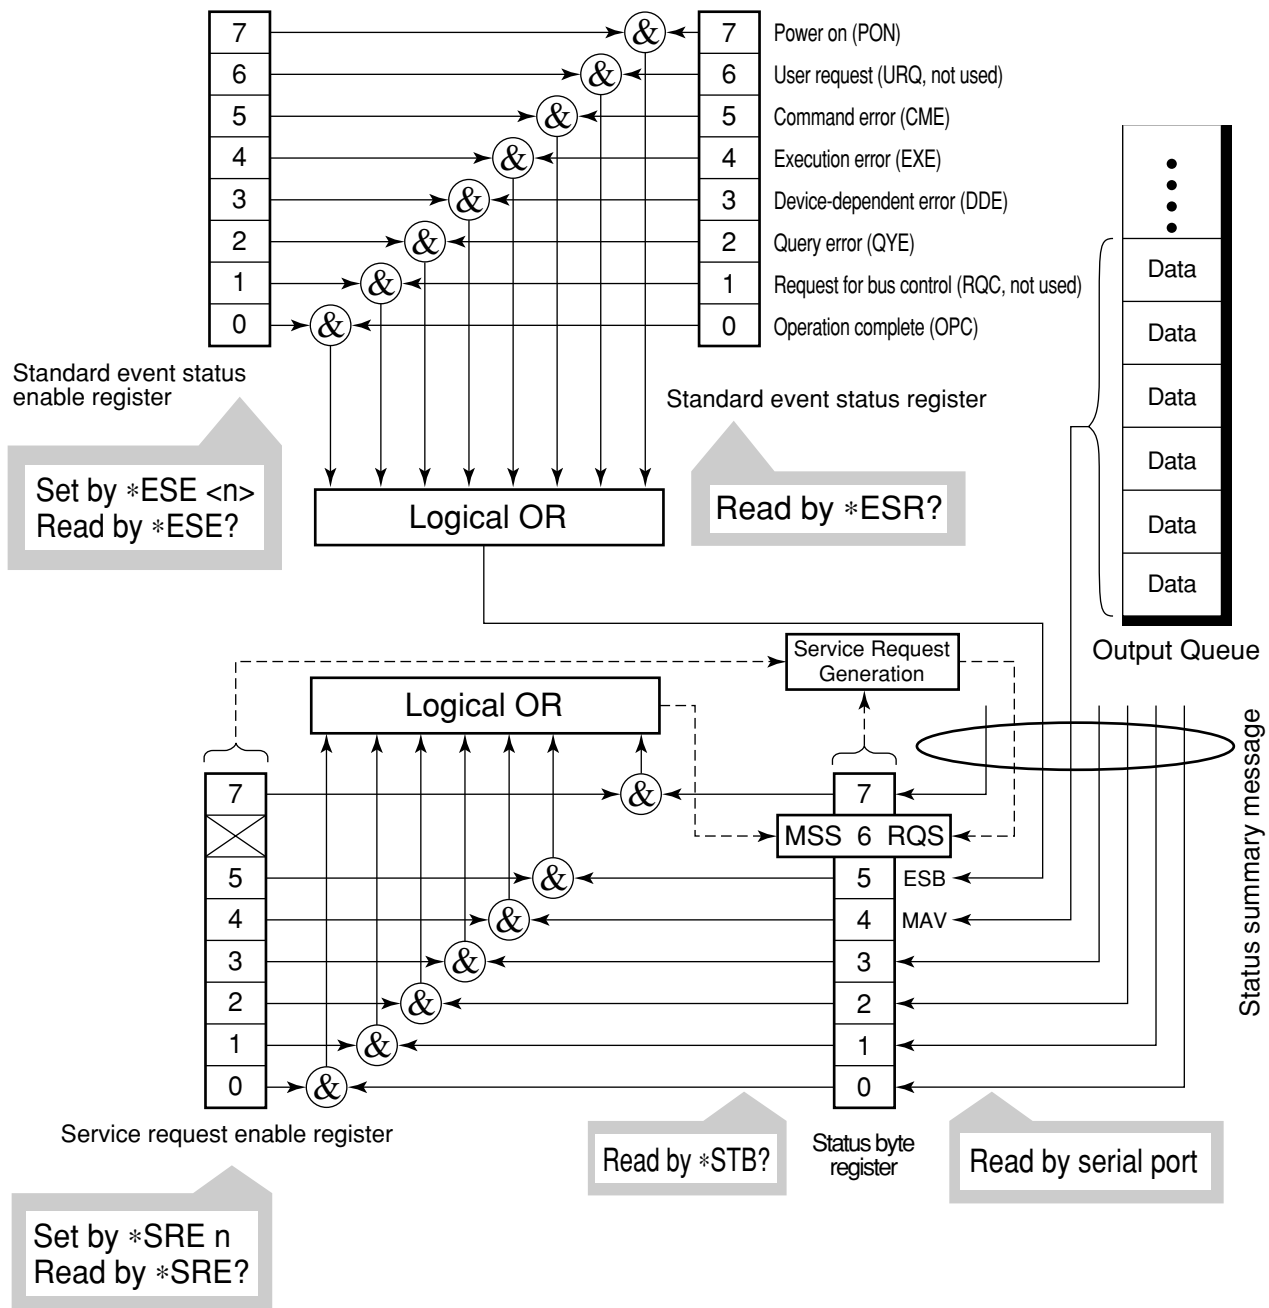 7 & 7 Power on (PON)
6 & 6 User request (URQ, not used)
5 & 5 Command error (CME)
4 & 4 Execution error (EXE)
3 & 3 Device-dependent error (DDE)
2 & 2 Query error (QYE)
1 & 1 Request for bus control (RQC, not used)
0 & 0 Operation complete (OPC)
Standard event status
enable register
Standard event status register
Set by *ESE <n>
Read by *ESE?
Logical OR
Read by *ESR?
Data
Data
Data
Data
Data
Data
Output Queue
Service Request
Generation
Logical OR
Status summary message
7 & 7
MSS 6 RQS
5 & 5 ESB
4 & 4 MAV
3 & 3
2 & 2
1 & 1
0 & 0
Service request enable register
Read by *STB?
Status byte
register
Read by serial port
Set by *SRE n
Read by *SRE?